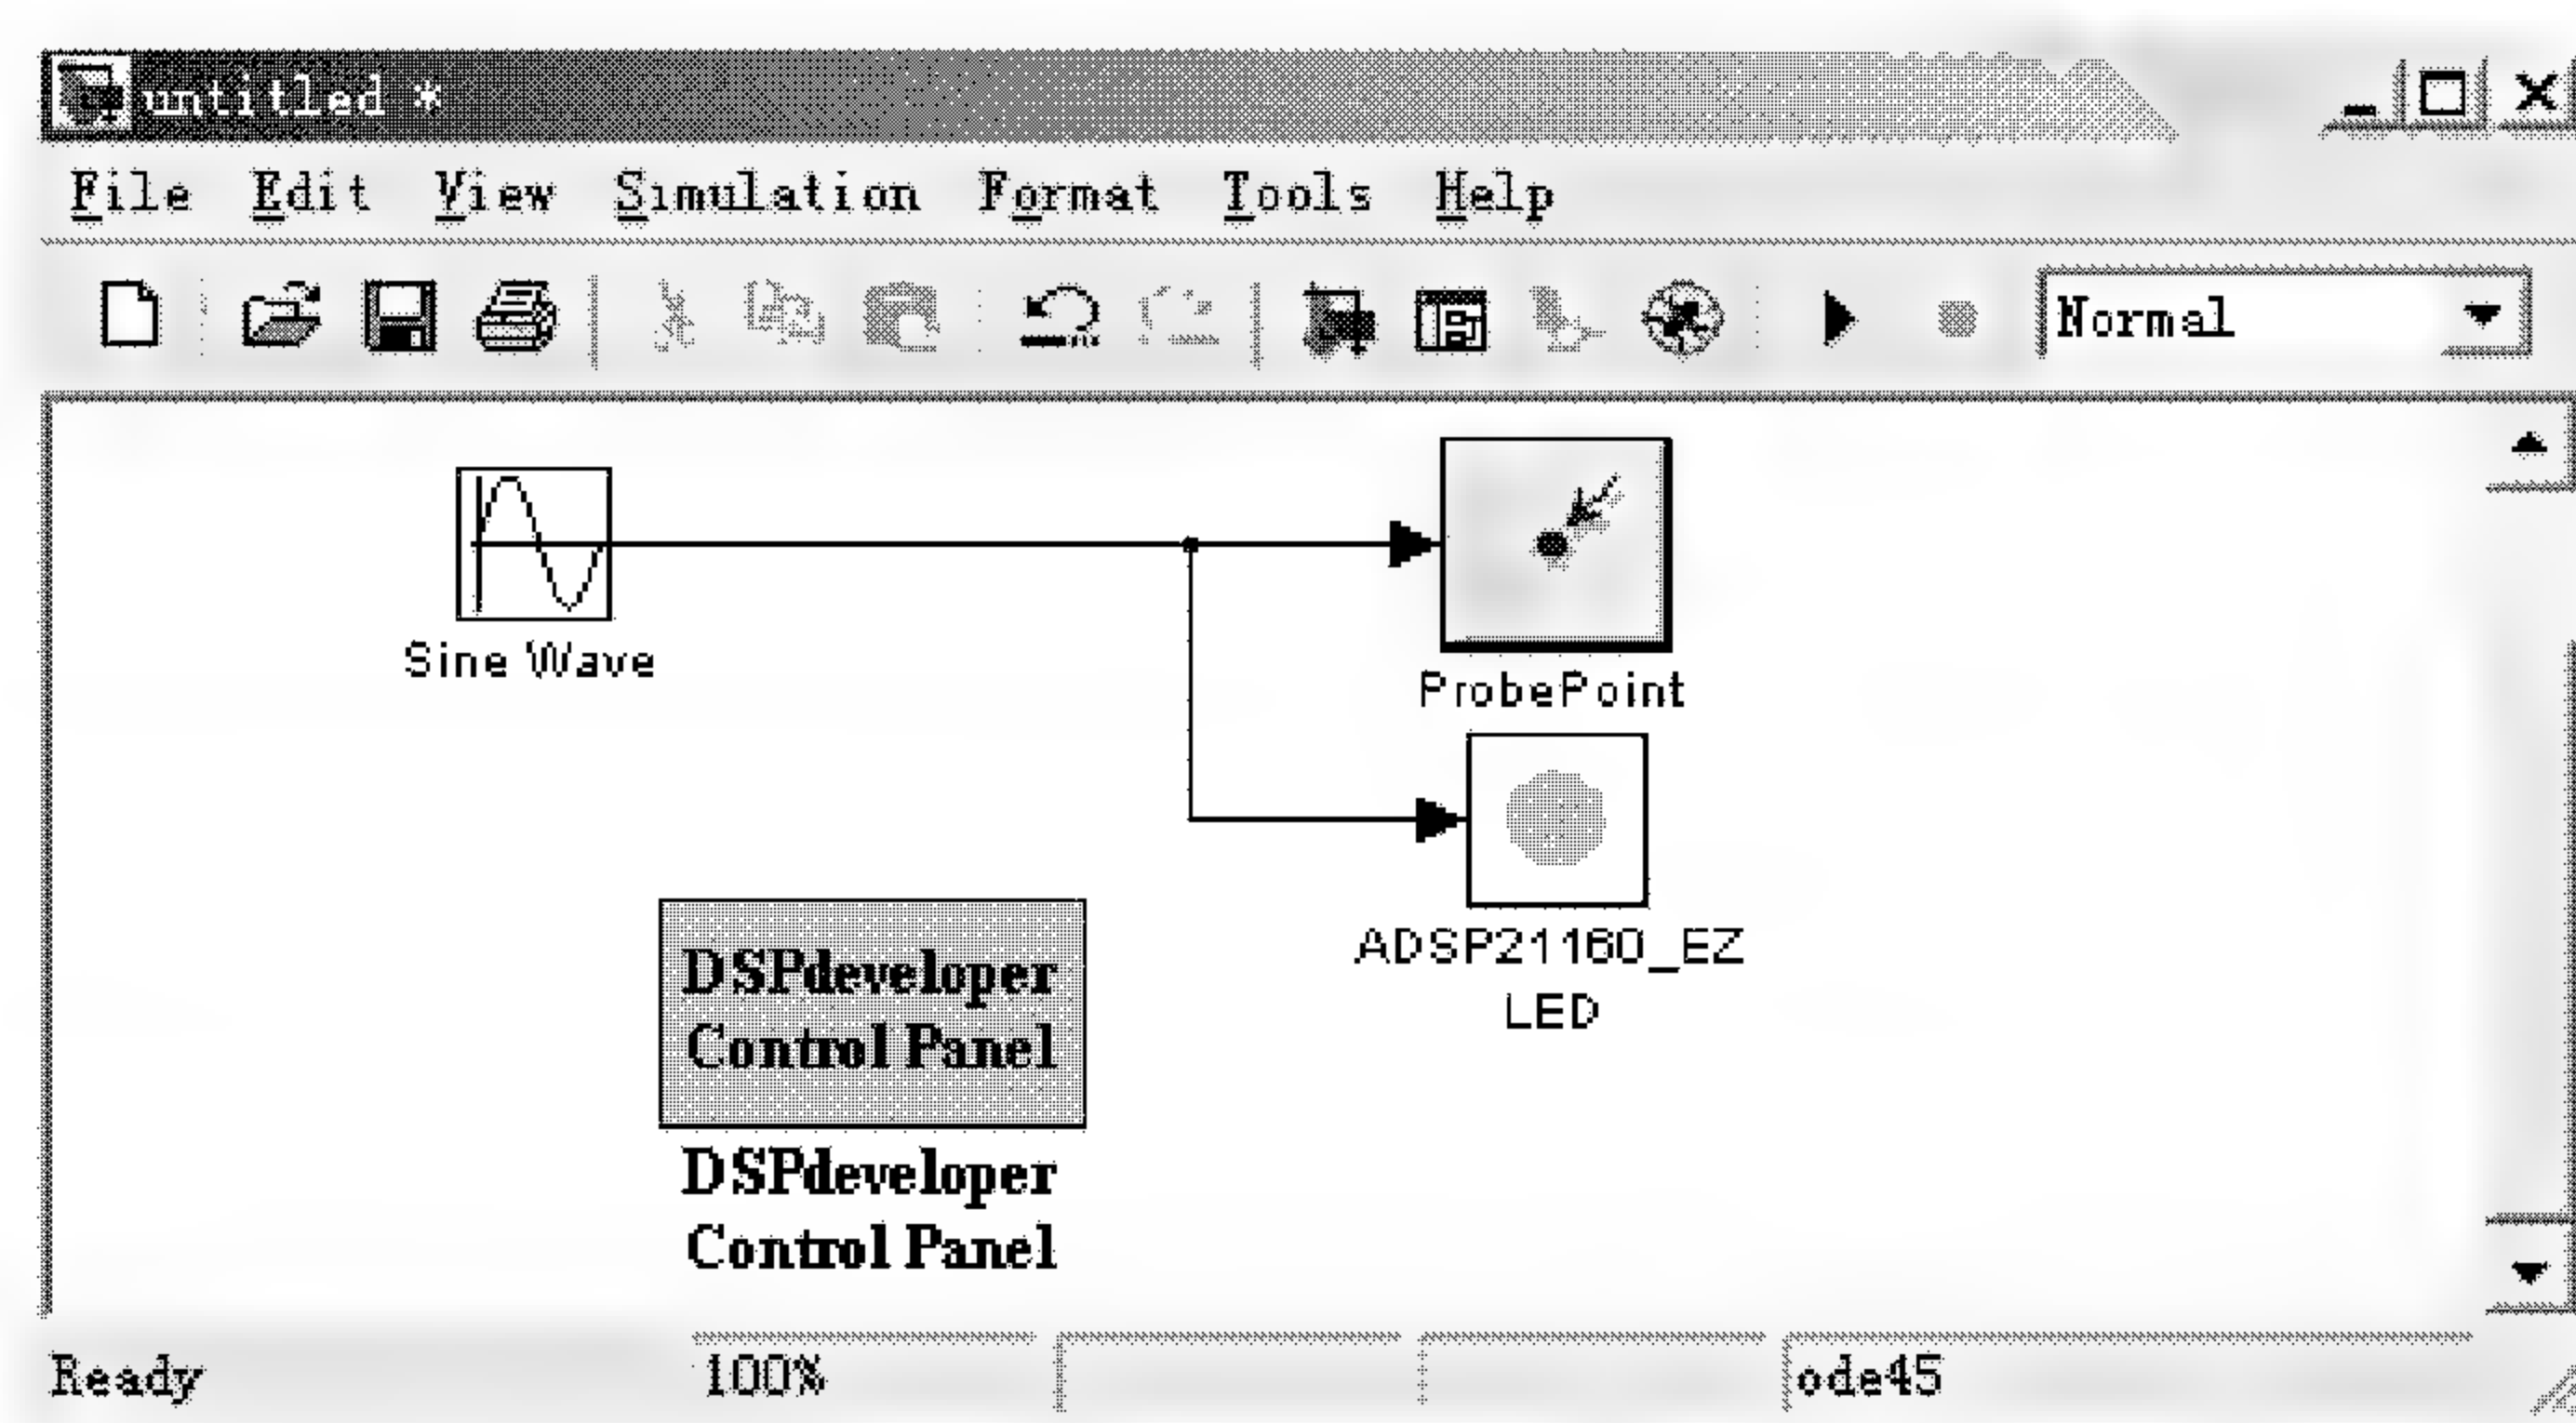 untitled *
File Edit View Simulation Format Tools Help
Normal
Sine Wave
ProbePoint
ADSP21160_EZ
LED
DSPdeveloper
Control Panel
DSPdeveloper
Control Panel
Ready 100% ode45